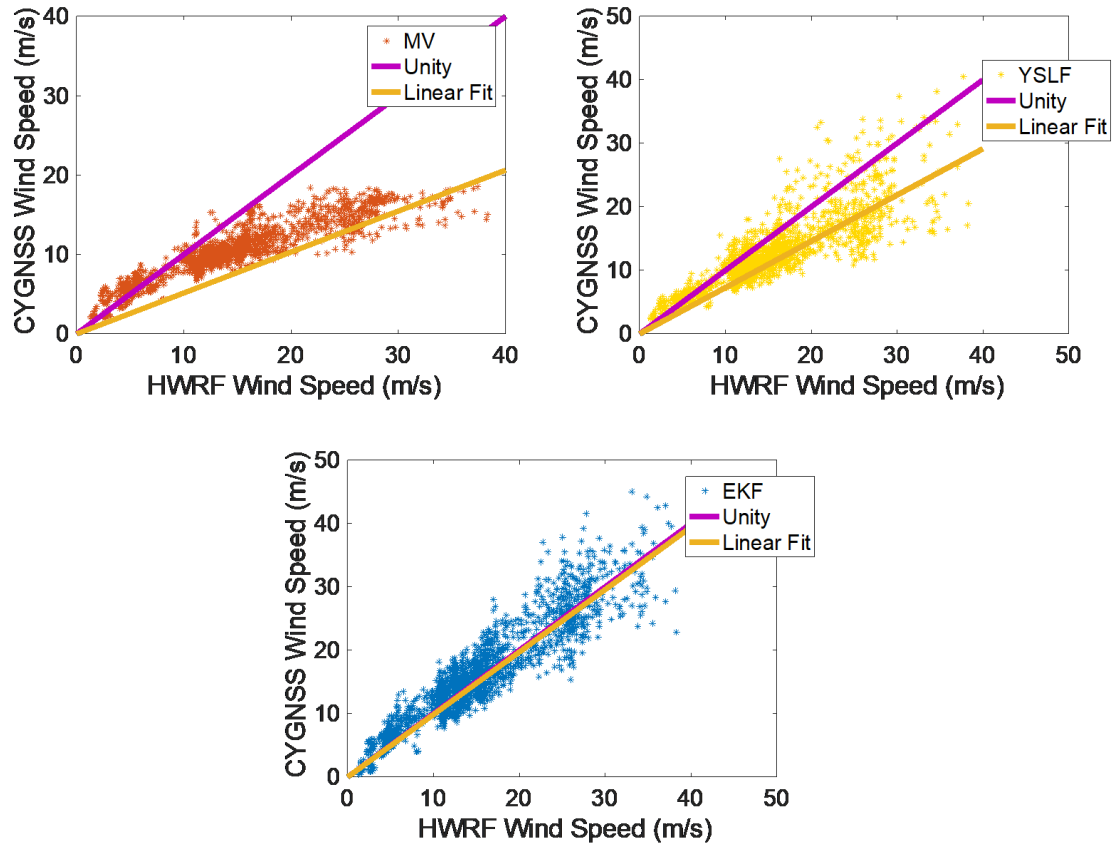 40
30
20
10
0
CYGNSS Wind Speed (m/s)
MV
Unity
Linear Fit
0 10 20 30 40
HWRF Wind Speed (m/s)
50
40
30
20
10
0
CYGNSS Wind Speed (m/s)
YSLF
Unity
Linear Fit
0 10 20 30 40 50
HWRF Wind Speed (m/s)
50
40
30
20
10
0
CYGNSS Wind Speed (m/s)
EKF
Unity
Linear Fit
0 10 20 30 40 50
HWRF Wind Speed (m/s)